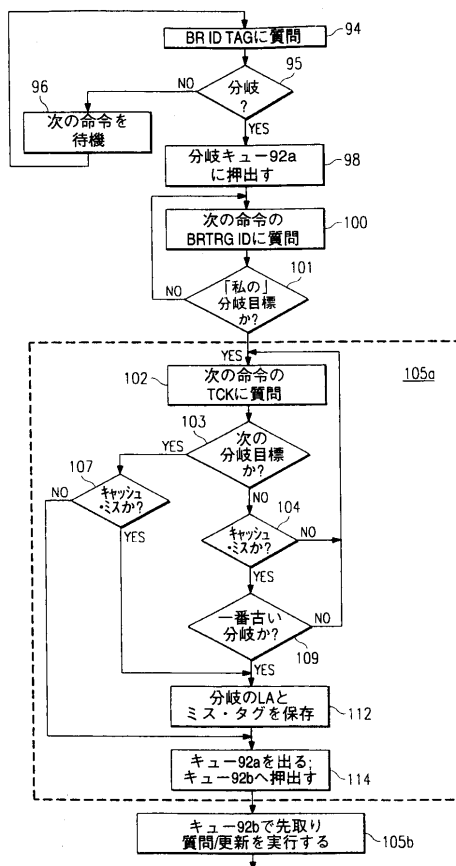 BR ID TAGに質問
94
95
分岐
?
NO
96
次の命令を
待機
YES
分岐キュー92a
に押出す
98
次の命令の
BRTRG IDに質問
100
101
NO
「私の」
分岐目標
か?
YES
105a
102
次の命令の
TCKに質問
103
次の
分岐目標
か?
YES
107
NO
キャッシュ
・ミスか?
YES
NO
104
キャッシュ
・ミスか?
NO
YES
一番古い
分岐か?
NO
109
YES
分岐のLAと
ミス・タグを保存
112
キュー92aを出る;
キュー92bへ押出す
114
キュー92bで先取り
質問/更新を実行する
105b